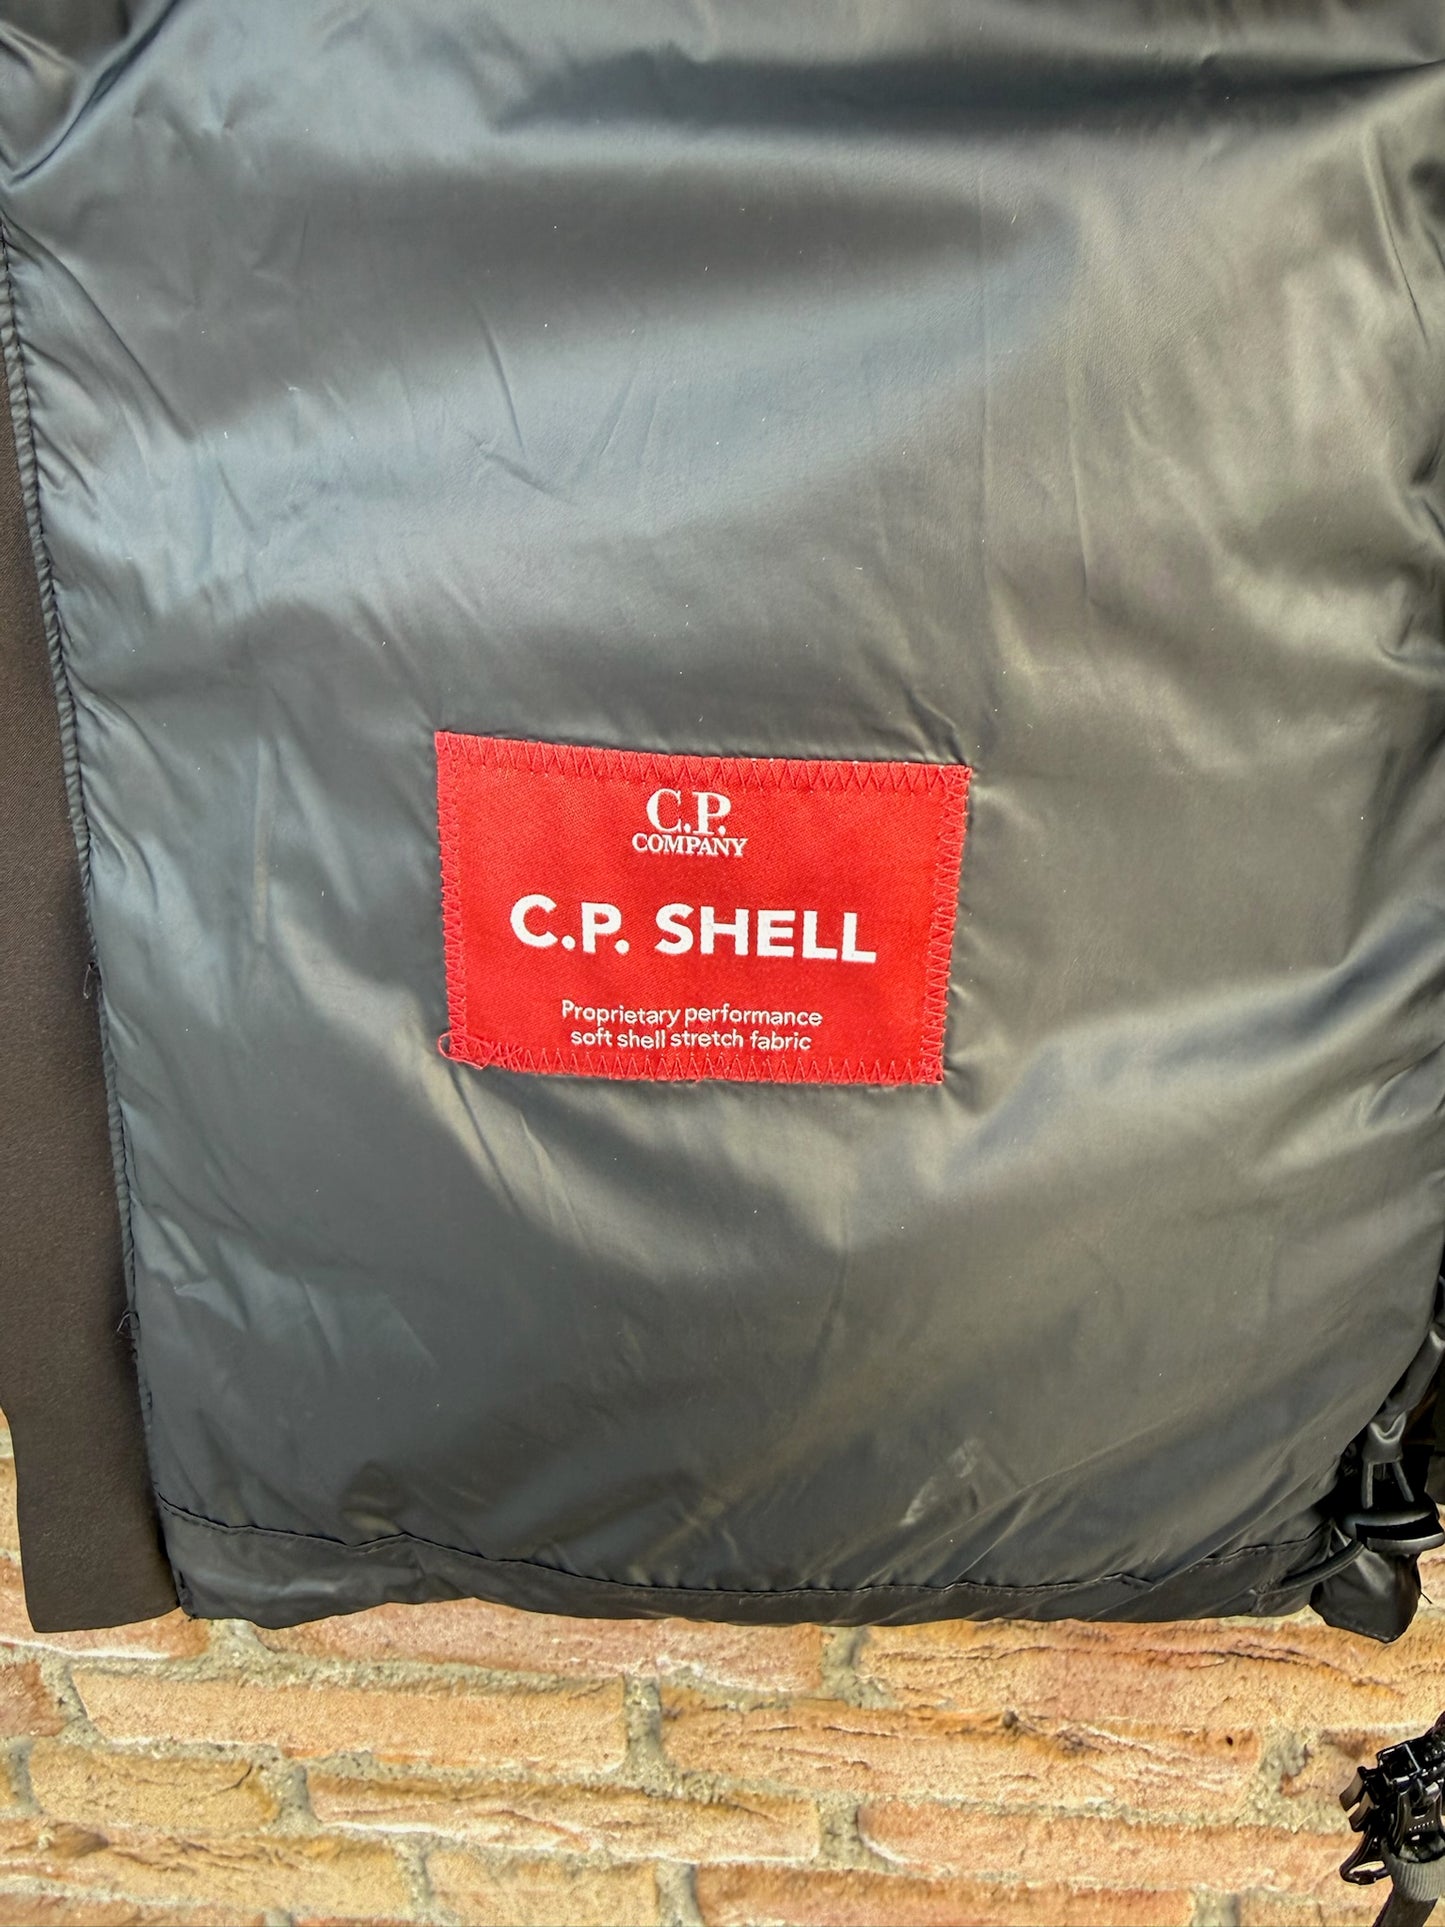 C.P.
COMPANY
C.P. SHELL
Proprietary performance
soft shell stretch fabric